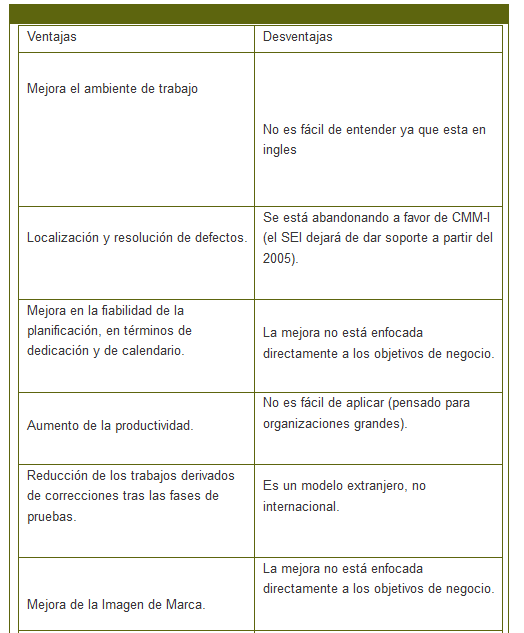 Ventajas
Desventajas
Mejora el ambiente de trabajo
No es fácil de entender ya que esta en
ingles
Localización y resolución de defectos.
Se está abandonando a favor de CMM-I
(el SEI dejará de dar soporte a partir del
2005).
Mejora en la fiabilidad de la
planificación, en términos de
dedicación y de calendario.
La mejora no está enfocada
directamente a los objetivos de negocio.
Aumento de la productividad.
No es fácil de aplicar (pensado para
organizaciones grandes).
Reducción de los trabajos derivados
de correcciones tras las fases de
pruebas.
Es un modelo extranjero, no
internacional.
Mejora de la Imagen de Marca.
La mejora no está enfocada
directamente a los objetivos de negocio.